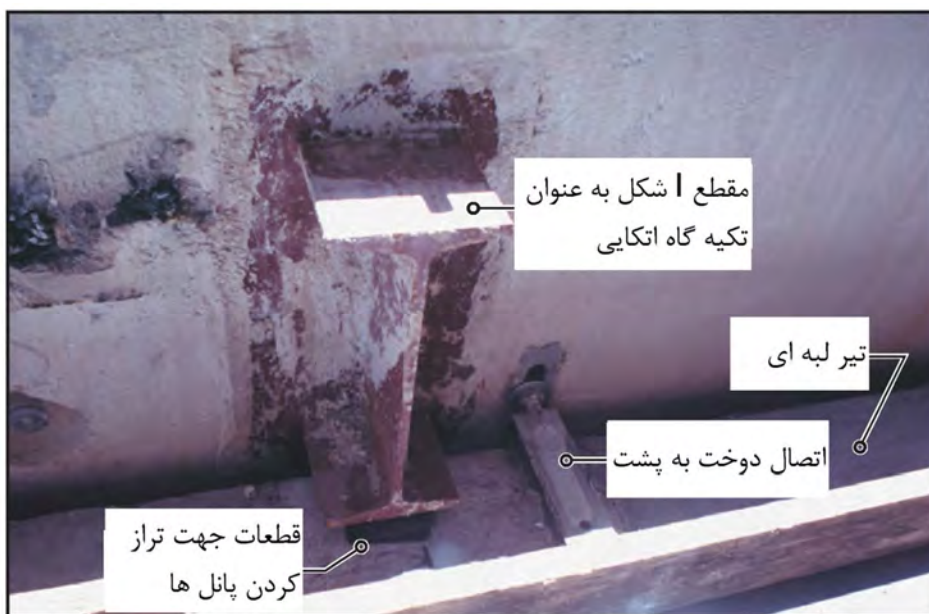 مقطع I شکل به عنوان
تکیه گاه اتکایی
تیر لبه ای
اتصال دوخت به پشت
قطعات جهت تراز
کردن پانل ها